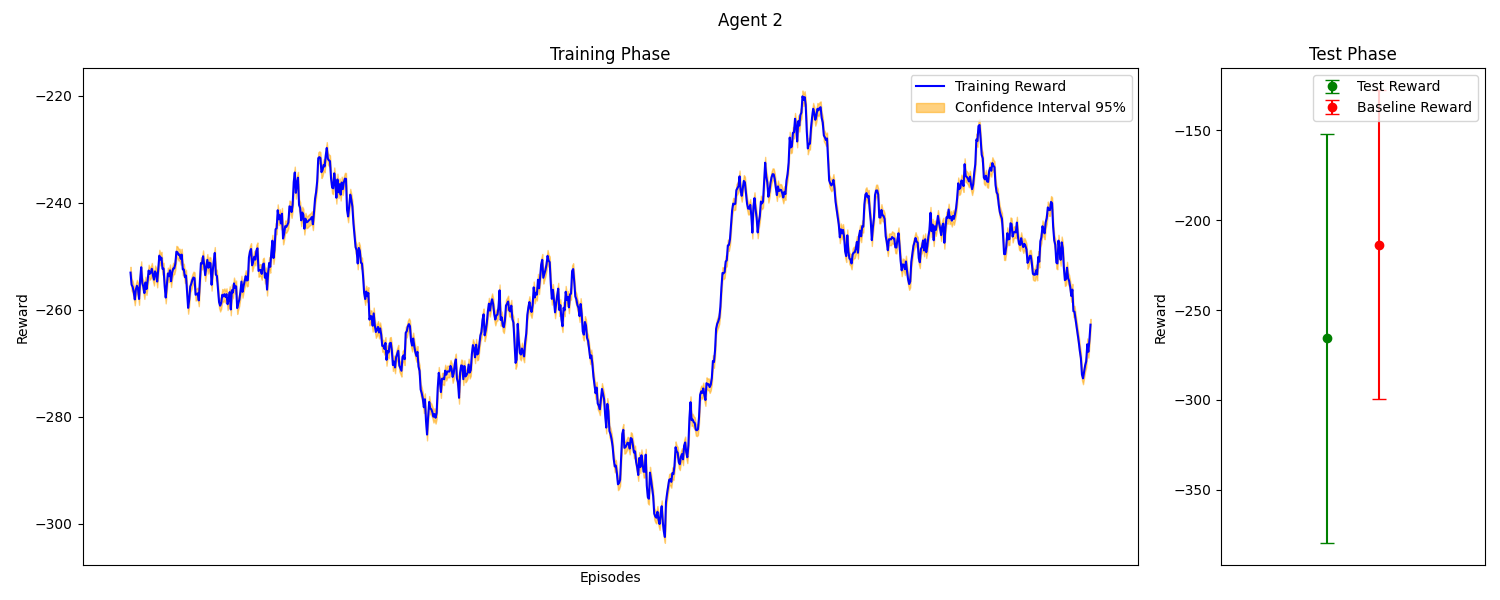 Agent 2
Training Phase
Training Reward
Confidence Interval 95%
−220
−240
−260
−280
−300
Reward
Episodes
Test Phase
Test Reward
Baseline Reward
−150
−200
−250
−300
−350
Reward